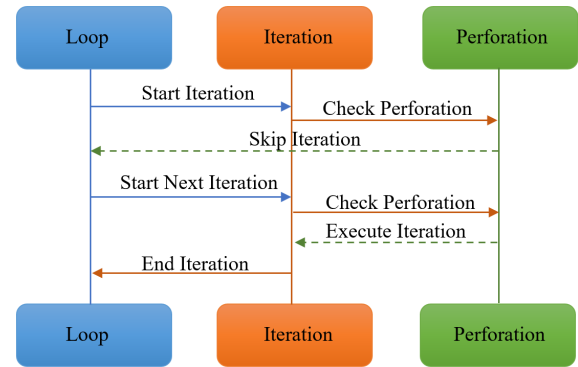 Loop
Iteration
Perforation
Start Iteration
Check Perforation
Skip Iteration
Start Next Iteration
Check Perforation
Execute Iteration
End Iteration
Loop
Iteration
Perforation